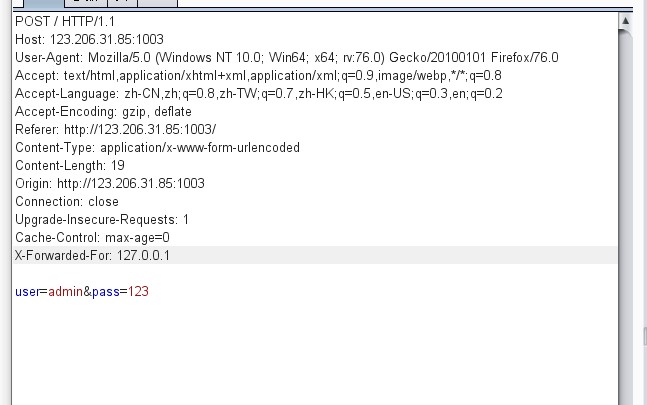 POST / HTTP/1.1
Host: 123.206.31.85:1003
User-Agent: Mozilla/5.0 (Windows NT 10.0; Win64; x64; rv:76.0) Gecko/20100101 Firefox/76.0
Accept: text/html,application/xhtml+xml,application/xml;q=0.9,image/webp,*/*;q=0.8
Accept-Language: zh-CN,zh;q=0.8,zh-TW;q=0.7,zh-HK;q=0.5,en-US;q=0.3,en;q=0.2
Accept-Encoding: gzip, deflate
Referer: http://123.206.31.85:1003/
Content-Type: application/x-www-form-urlencoded
Content-Length: 19
Origin: http://123.206.31.85:1003
Connection: close
Upgrade-Insecure-Requests: 1
Cache-Control: max-age=0
X-Forwarded-For: 127.0.0.1
user=admin&pass=123